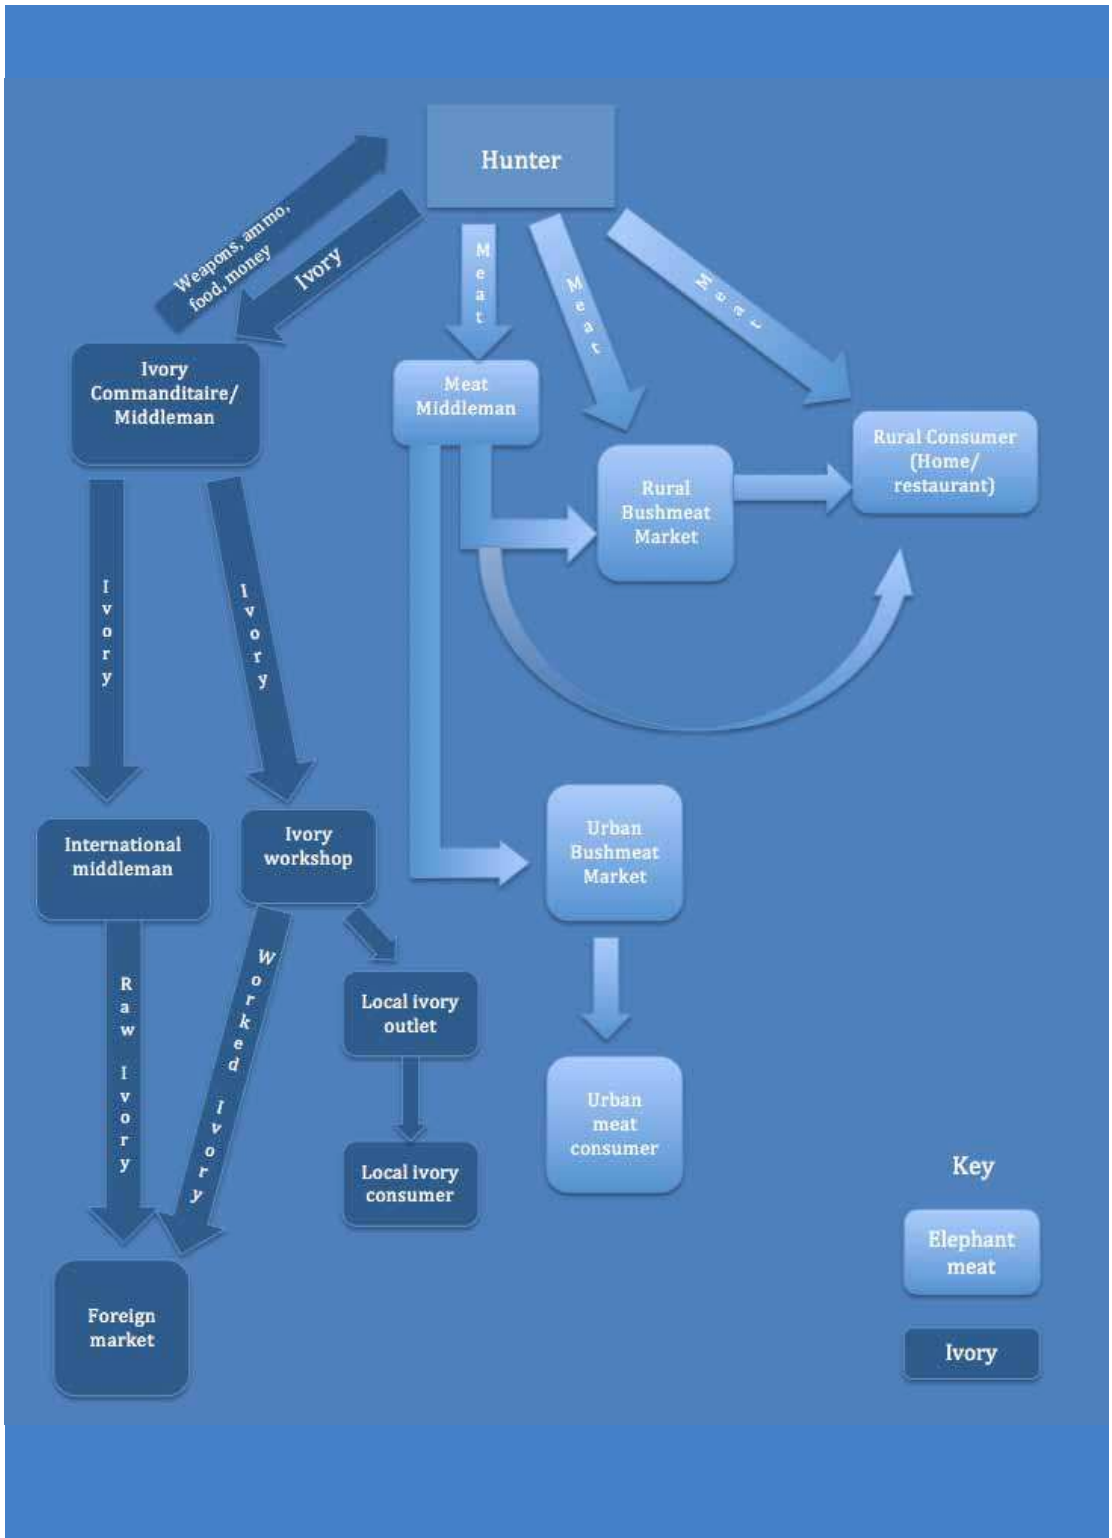 Hunter
Weapons, ammo,
food, money
Ivory
Meat
Meat
Meat
Ivory
Commanditaire/
Middleman
Meat
Middleman
Rural Consumer
(Home/
restaurant)
Rural
Bushmeat
Market
Ivory
Ivory
International
middleman
Ivory
workshop
Urban
Bushmeat
Market
Raw Ivory
Worked Ivory
Local ivory
outlet
Urban
meat
consumer
Local ivory
consumer
Foreign
market
Key
Elephant
meat
Ivory